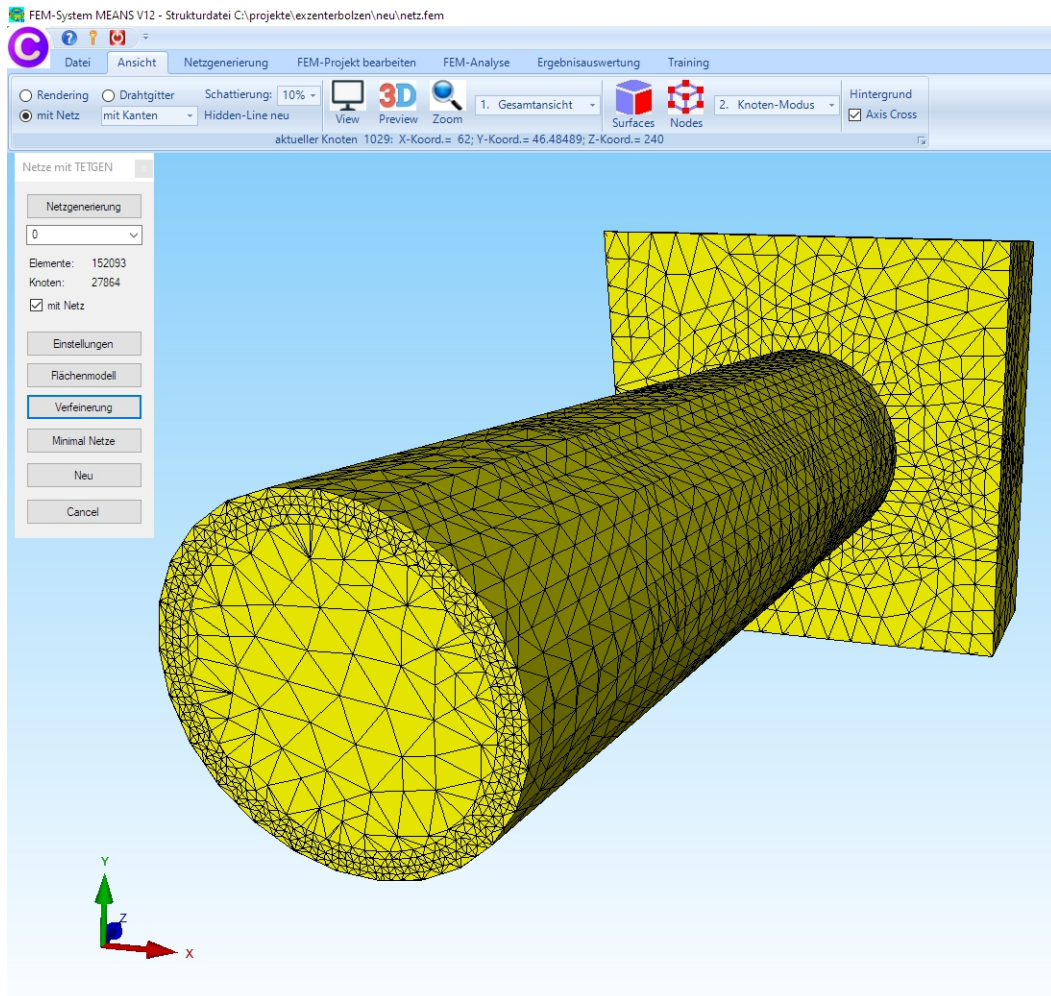 FEM-System MEANS V12 - Strukturdatei C:\projekte\exzenterbolzen\neu\netz.fem
C
Datei Ansicht Netzgenerierung FEM-Projekt bearbeiten FEM-Analyse Ergebnisauswertung Training
Rendering Drahtgitter Schattierung: 10%
mit Netz mit Kanten Hidden-Line neu
View
3D
Preview
Zoom
1. Gesamtansicht
Surfaces
Nodes
2. Knoten-Modus
Hintergrund
Axis Cross
aktueller Knoten 1029: X-Koord.= 62; Y-Koord.= 46.48489; Z-Koord.= 240
Netze mit TETGEN
Netzgenerierung
0
Elemente: 152093
Knoten: 27864
mit Netz
Einstellungen
Flächenmodell
Verfeinerung
Minimal Netze
Neu
Cancel
Y
Z
X